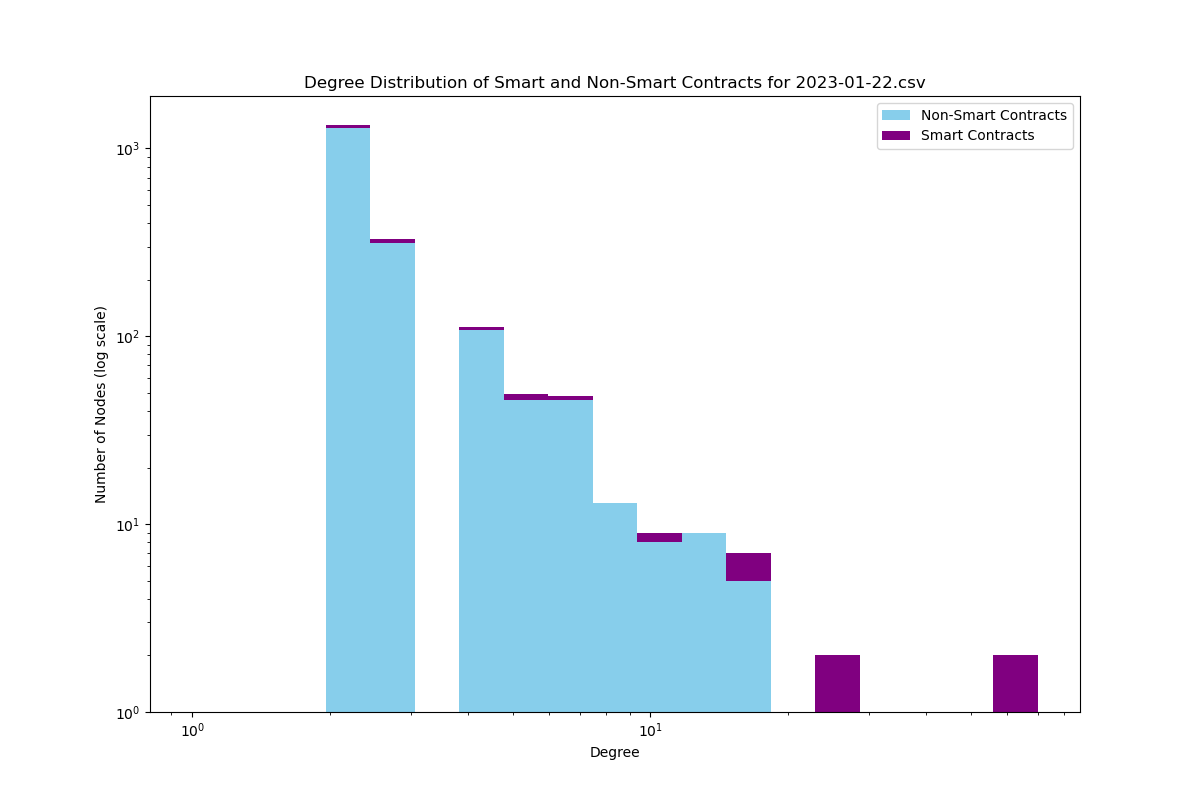 Degree Distribution of Smart and Non-Smart Contracts for 2023-01-22.csv
Non-Smart Contracts
Smart Contracts
Number of Nodes (log scale)
10³
10²
10¹
10⁰
10⁰ 10¹
Degree